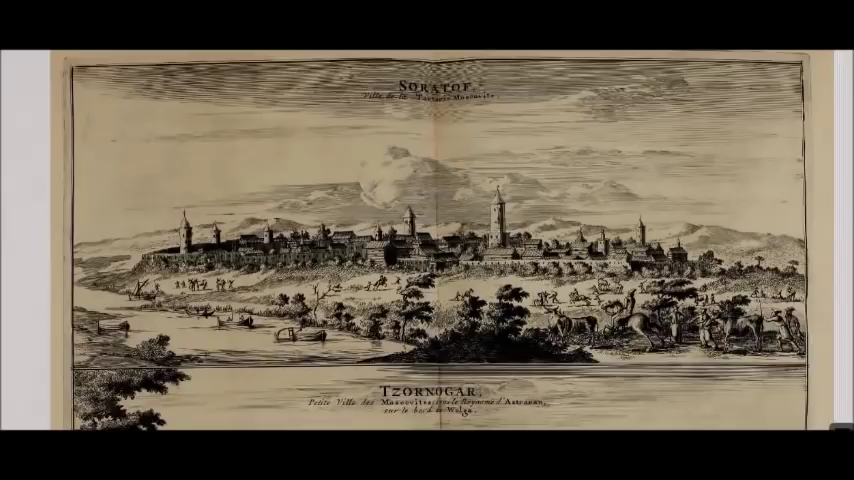 SORATOF,
Ville de la Tartarie Moscovite.
TZORNOGAR,
Petite Ville des Moscovites, sous le Royaume d'Astracan,
sur le bord du Wolga.